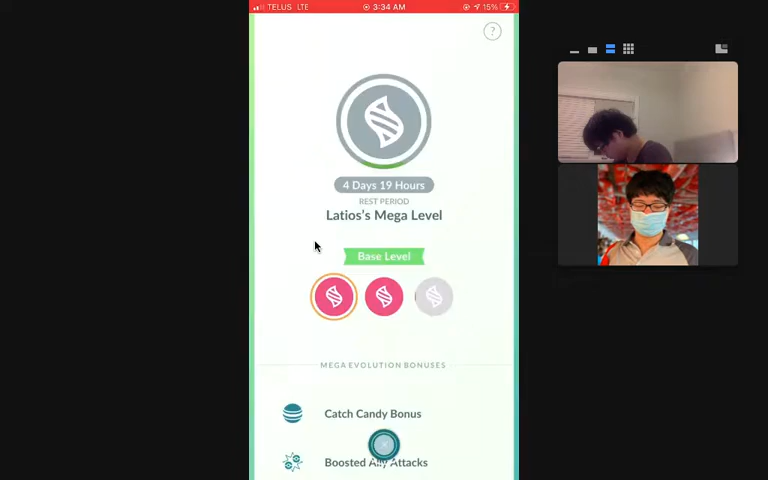 TELUS LTE 3:34 AM 15%
?
4 Days 19 Hours
REST PERIOD
Latios's Mega Level
Base Level
MEGA EVOLUTION BONUSES
Catch Candy Bonus
Boosted Ally Attacks